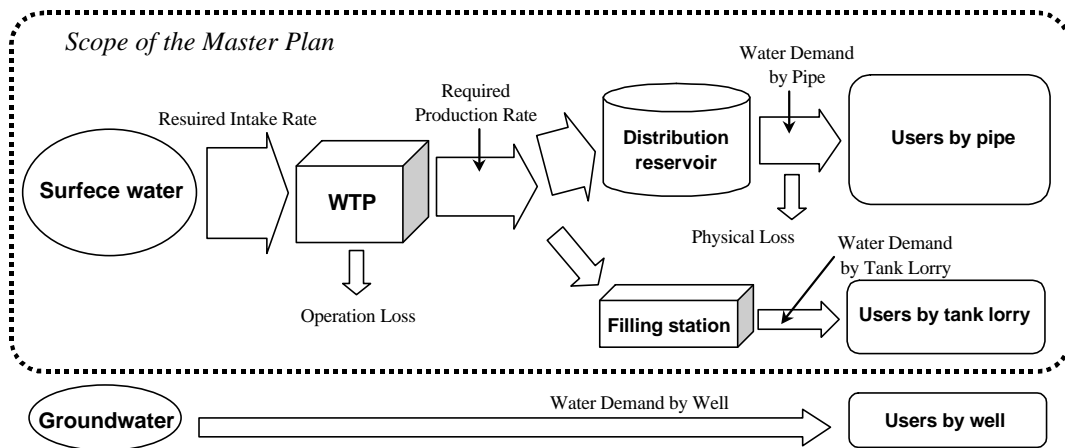 Scope of the Master Plan
Water Demand
by Pipe
Required
Production Rate
Resuired Intake Rate
Distribution
reservoir
Users by pipe
Surfece water
WTP
Physical Loss
Water Demand
by Tank Lorry
Operation Loss
Filling station
Users by tank lorry
Groundwater
Water Demand by Well
Users by well